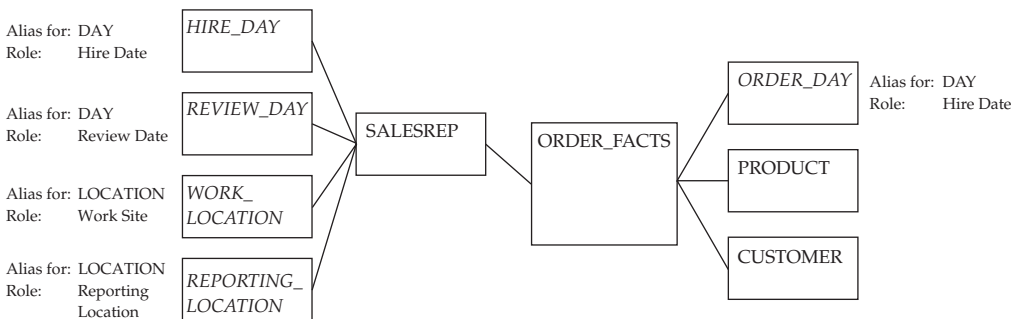 Alias for: DAY
Role: Hire Date
HIRE_DAY
Alias for: DAY
Role: Review Date
REVIEW_DAY
Alias for: LOCATION
Role: Work Site
WORK_
LOCATION
Alias for: LOCATION
Role: Reporting
Location
REPORTING_
LOCATION
SALESREP
ORDER_FACTS
ORDER_DAY
Alias for: DAY
Role: Hire Date
PRODUCT
CUSTOMER